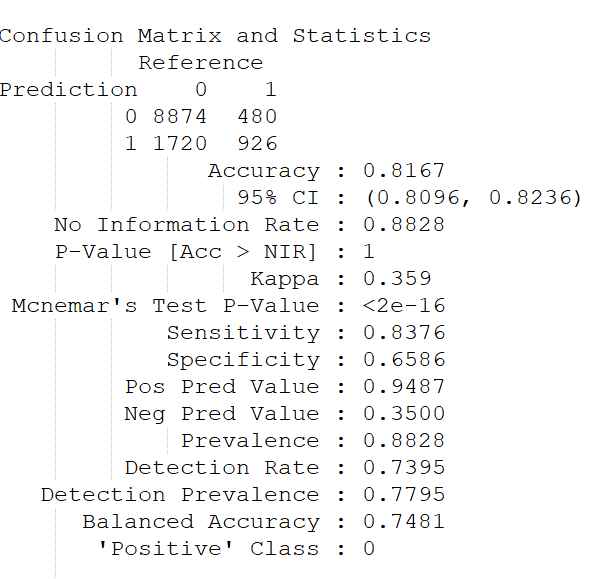 Confusion Matrix and Statistics
Reference
Prediction 0 1
0 8874 480
1 1720 926
Accuracy : 0.8167
95% CI : (0.8096, 0.8236)
No Information Rate : 0.8828
P-Value [Acc > NIR] : 1
Kappa : 0.359
Mcnemar's Test P-Value : <2e-16
Sensitivity : 0.8376
Specificity : 0.6586
Pos Pred Value : 0.9487
Neg Pred Value : 0.3500
Prevalence : 0.8828
Detection Rate : 0.7395
Detection Prevalence : 0.7795
Balanced Accuracy : 0.7481
'Positive' Class : 0